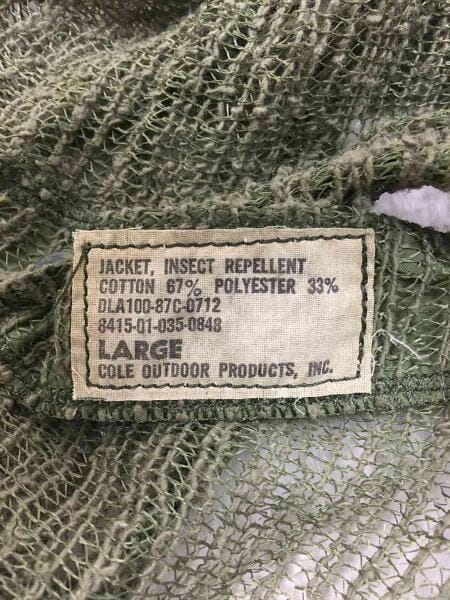 JACKET, INSECT REPELLENT
COTTON 67% POLYESTER 33%
DLA100-87C-0712
8415-01-035-0848
LARGE
COLE OUTDOOR PRODUCTS, INC.